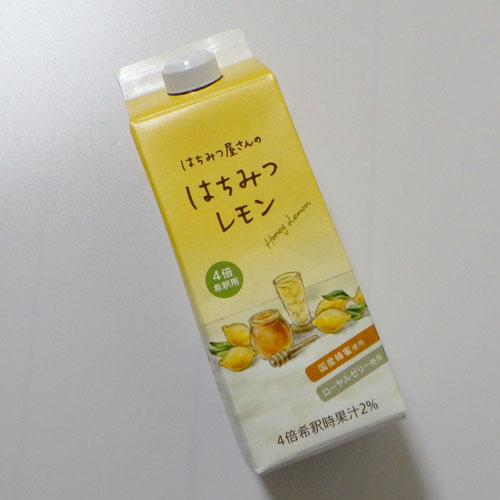 はちみつ屋さんの
はちみつ
レモン
Honey Lemon
4倍
希釈用
国産蜂蜜使用
ローヤルゼリー使用
4倍希釈時果汁2%